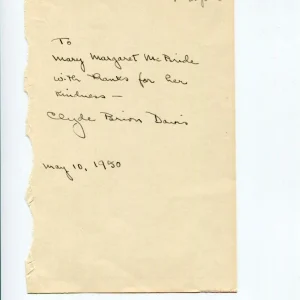 To
Mary Margaret McBride
with thanks for her
kindness—
Clyde Brion Davis
May 10, 1950